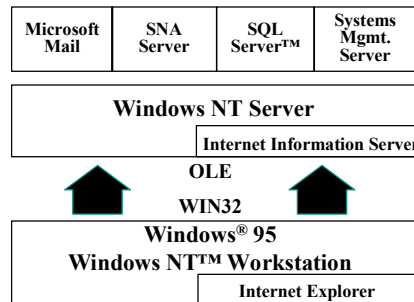 Microsoft
Mail
SNA
Server
SQL
Server™
Systems
Mgmt.
Server
Windows NT Server
Internet Information Server
OLE
WIN32
Windows® 95
Windows NT™ Workstation
Internet Explorer